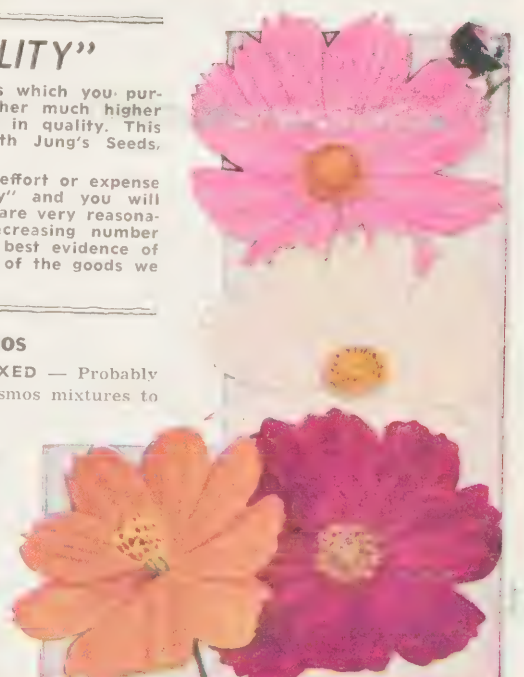 LITY”
s which you pur-
her much higher
in quality. This
th Jung's Seeds.
effort or expense
y" and you will
are very reasona-
creasing number
best evidence of
of the goods we
OS
XED — Probably
smos mixtures to